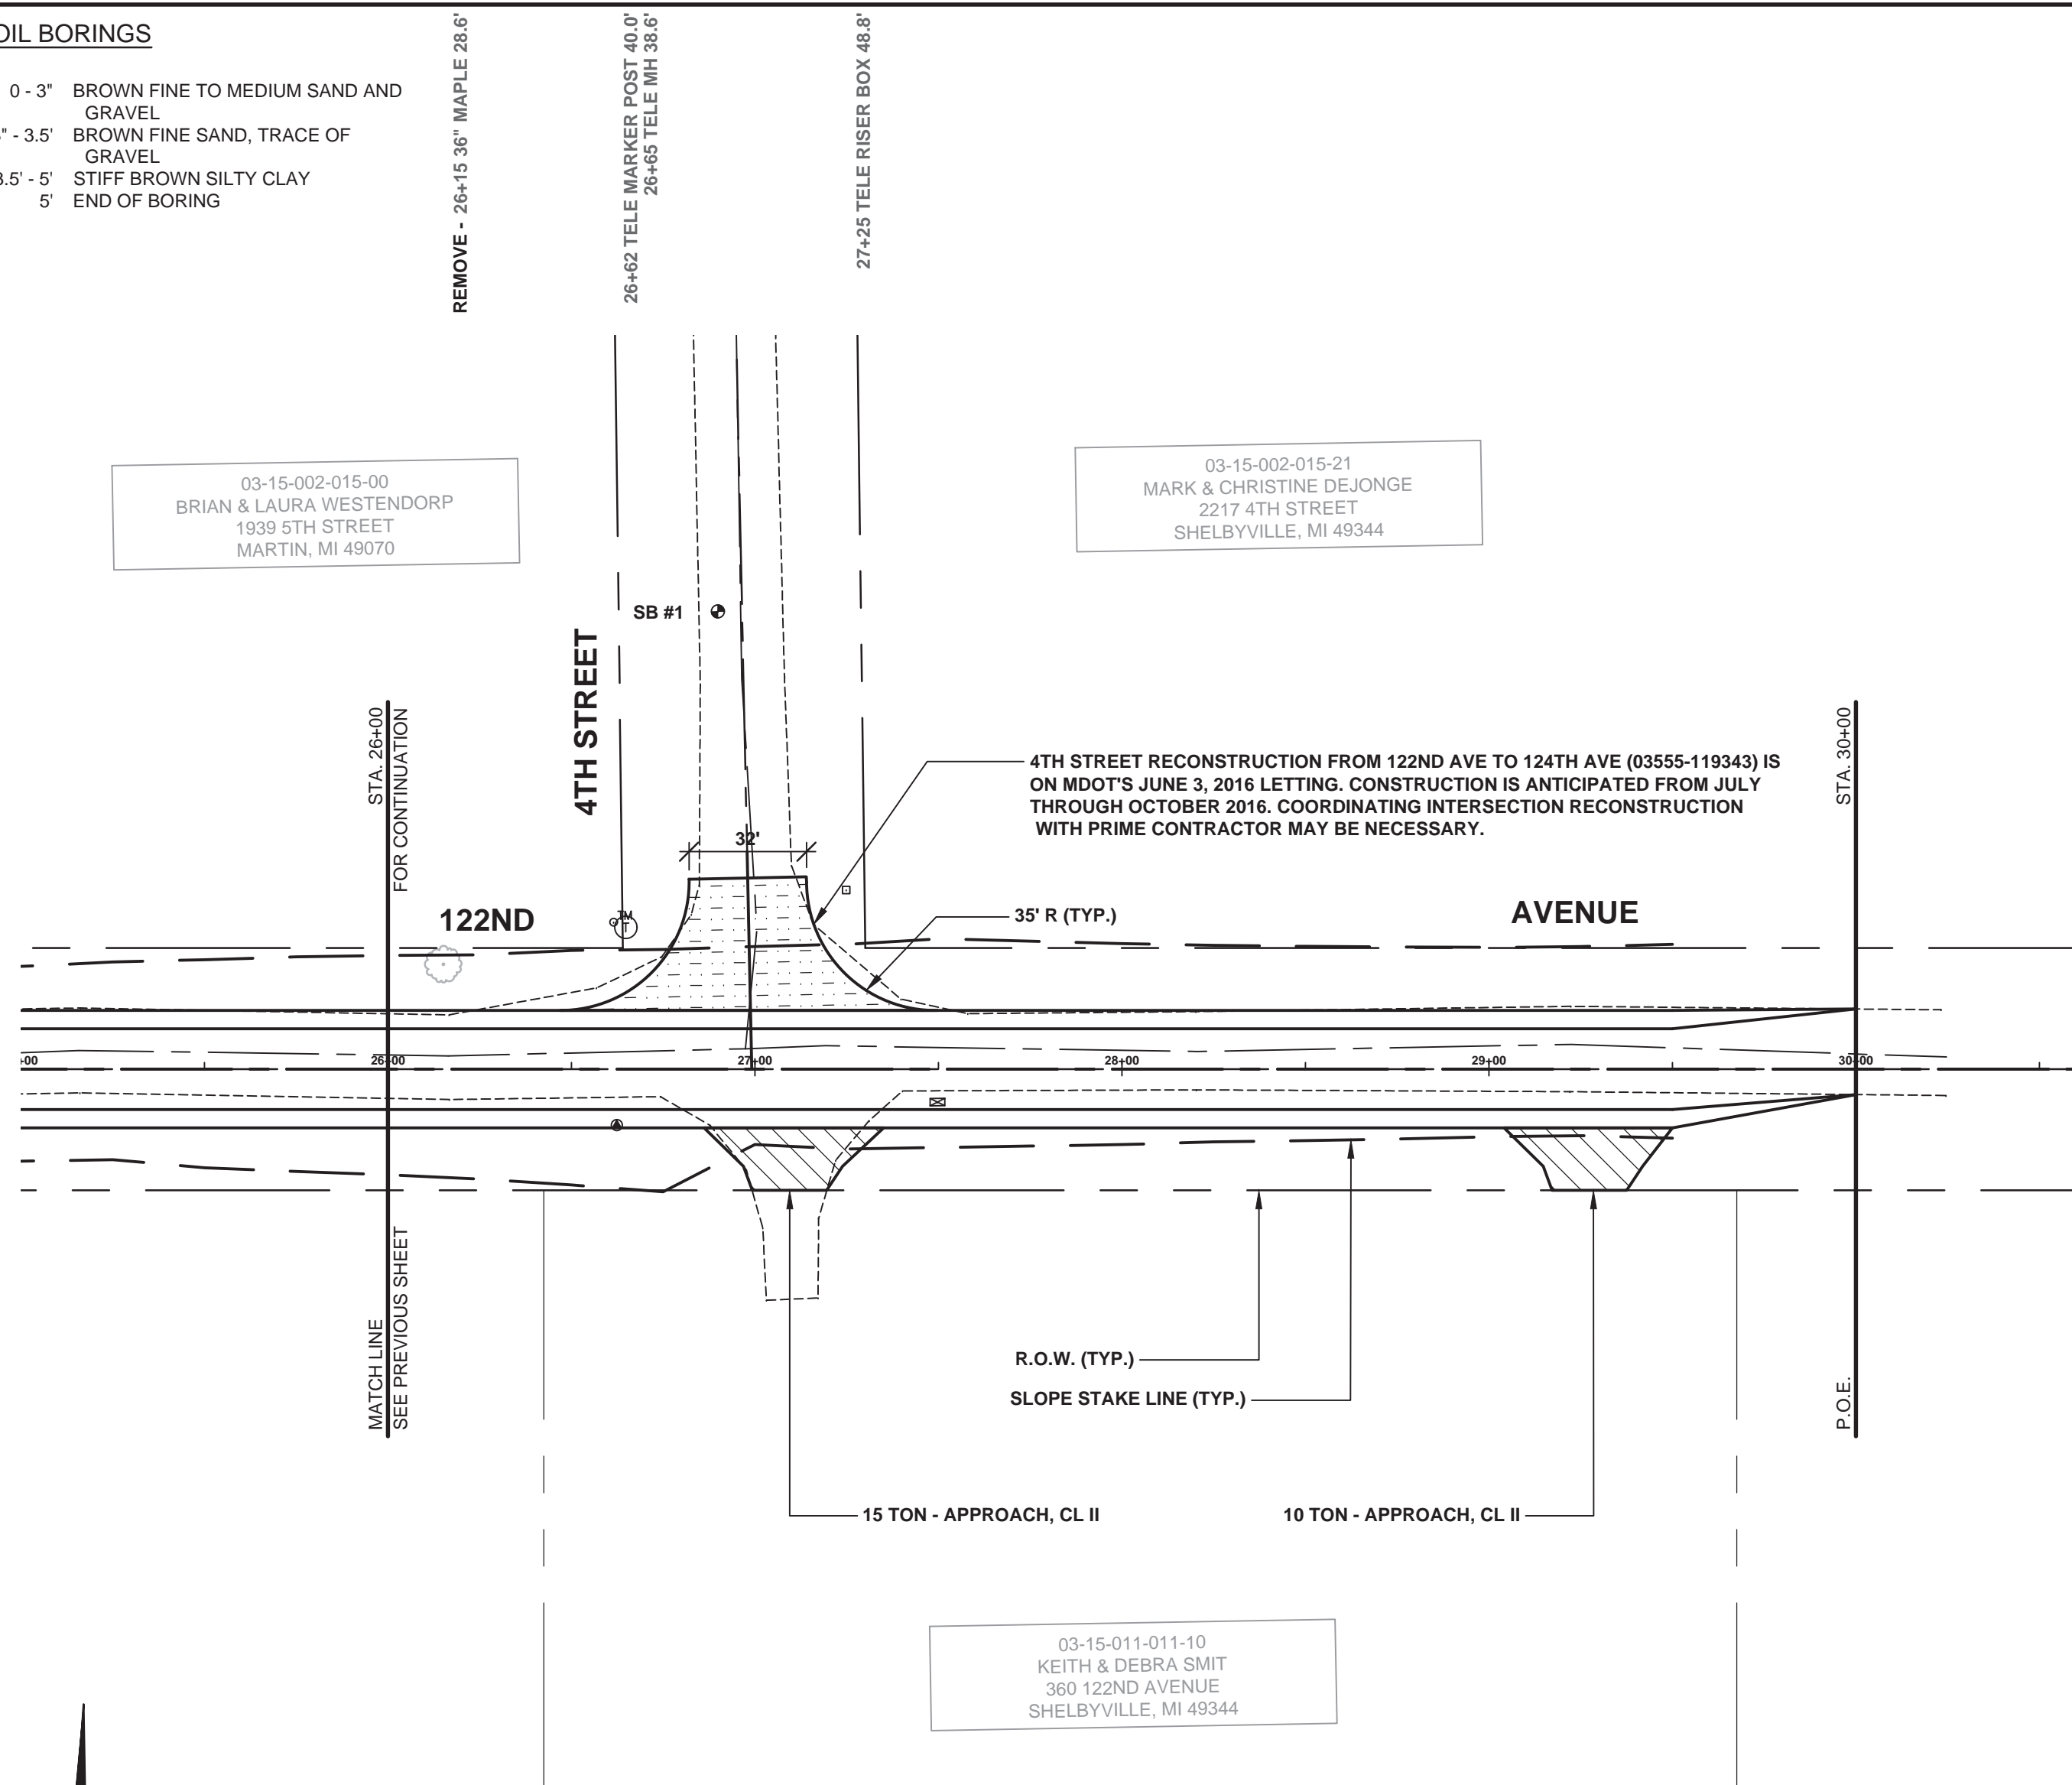 OIL BORINGS
0 - 3" BROWN FINE TO MEDIUM SAND AND
GRAVEL
" - 3.5' BROWN FINE SAND, TRACE OF
GRAVEL
3.5' - 5' STIFF BROWN SILTY CLAY
5' END OF BORING
REMOVE - 26+15 36" MAPLE 28.6'
26+62 TELE MARKER POST 40.0'
26+65 TELE MH 38.6'
27+25 TELE RISER BOX 48.8'
03-15-002-015-00
BRIAN & LAURA WESTENDORP
1939 5TH STREET
MARTIN, MI 49070
03-15-002-015-21
MARK & CHRISTINE DEJONGE
2217 4TH STREET
SHELBYVILLE, MI 49344
SB #1
4TH STREET
STA. 26+00
FOR CONTINUATION
4TH STREET RECONSTRUCTION FROM 122ND AVE TO 124TH AVE (03555-119343) IS
ON MDOT'S JUNE 3, 2016 LETTING. CONSTRUCTION IS ANTICIPATED FROM JULY
THROUGH OCTOBER 2016. COORDINATING INTERSECTION RECONSTRUCTION
WITH PRIME CONTRACTOR MAY BE NECESSARY.
STA. 30+00
32'
122ND
TM
T
35' R (TYP.)
AVENUE
+00
26+00
27+00
28+00
29+00
30+00
MATCH LINE
SEE PREVIOUS SHEET
R.O.W. (TYP.)
SLOPE STAKE LINE (TYP.)
P.O.E.
15 TON - APPROACH, CL II
10 TON - APPROACH, CL II
03-15-011-011-10
KEITH & DEBRA SMIT
360 122ND AVENUE
SHELBYVILLE, MI 49344